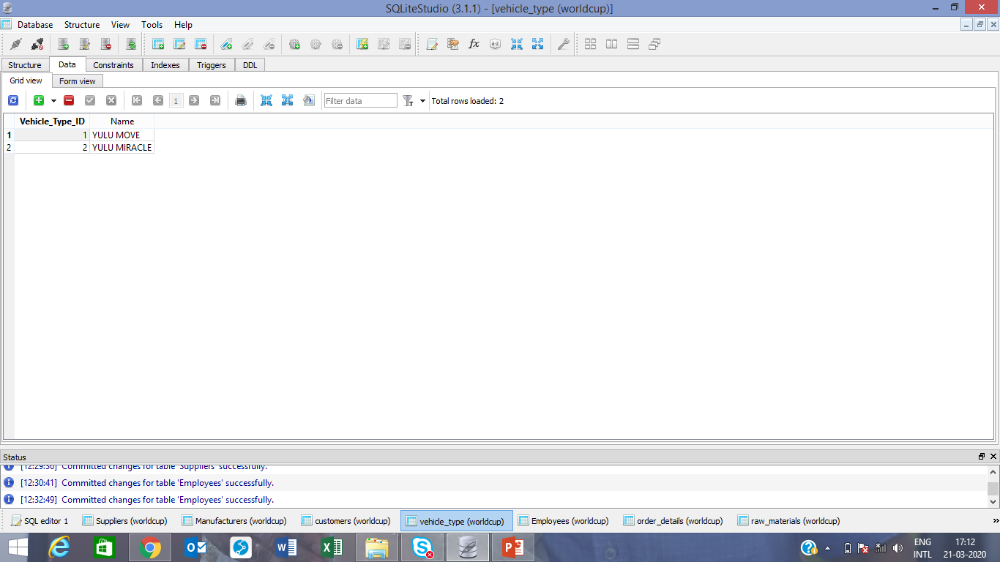 SQLiteStudio (3.1.1) - [vehicle_type (worldcup)]
Database Structure View Tools Help
Structure Data Constraints Indexes Triggers DDL
Grid view Form view
1 Filter data Total rows loaded: 2
Vehicle_Type_ID Name
1 1 YULU MOVE
2 2 YULU MIRACLE
Status
[12:29:56] Committed changes for table 'Suppliers' successfully.
[12:30:41] Committed changes for table 'Employees' successfully.
[12:32:49] Committed changes for table 'Employees' successfully.
SQL editor 1 Suppliers (worldcup) Manufacturers (worldcup) customers (worldcup) vehicle_type (worldcup) Employees (worldcup) order_details (worldcup) raw_materials (worldcup) »
ENG 17:12
INTL 21-03-2020